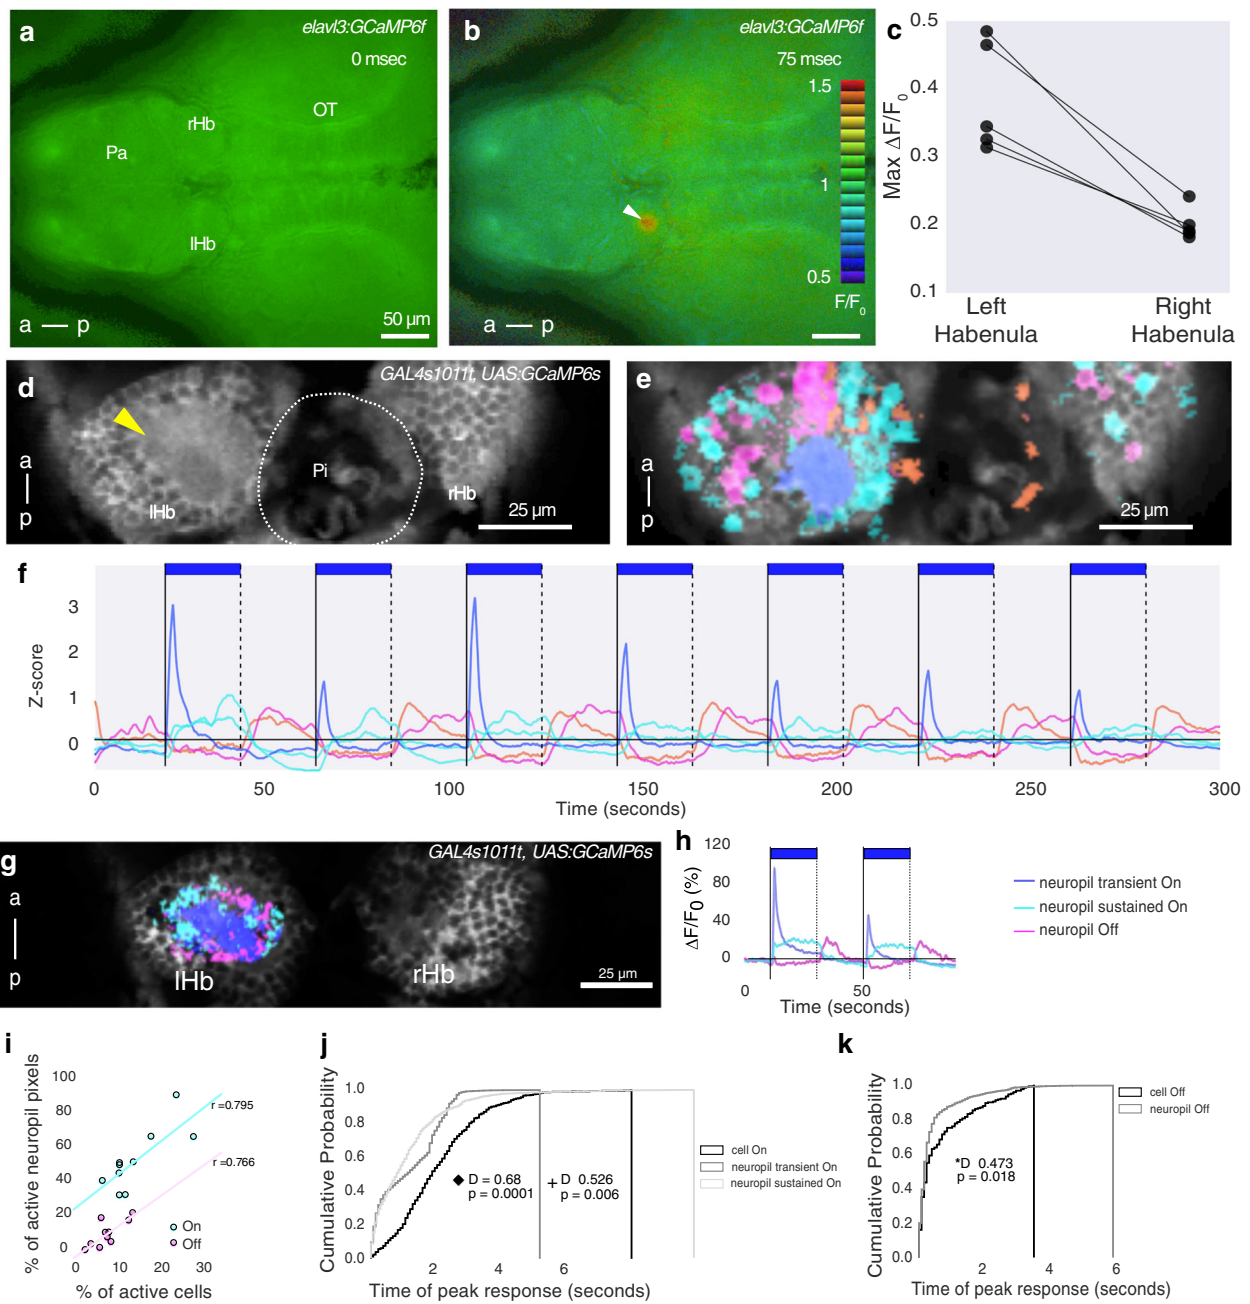 a
elavl3:GCaMP6f
0 msec
rHb
OT
Pa
lHb
a — p
50 µm
b
elavl3:GCaMP6f
75 msec
1.5
1
0.5
F/F0
a — p
c
0.5
0.4
0.3
0.2
0.1
Max ΔF/F0
Left
Habenula
Right
Habenula
d
GAL4s1011t, UAS:GCaMP6s
a
p
Pi
lHb
rHb
25 µm
e
a
p
25 µm
f
3
2
1
0
Z-score
0
50
100
150
200
250
300
Time (seconds)
g
GAL4s1011t, UAS:GCaMP6s
a
p
lHb
rHb
25 µm
h
120
80
40
0
ΔF/F0 (%)
0
50
Time (seconds)
neuropil transient On
neuropil sustained On
neuropil Off
i
% of active neuropil pixels
100
80
60
40
20
0
r =0.795
r =0.766
On
Off
0
10
20
30
% of active cells
j
Cumulative Probability
1.0
0.8
0.6
0.4
0.2
0.0
◆ D = 0.68
p = 0.0001
+ D 0.526
p = 0.006
2
4
6
Time of peak response (seconds)
cell On
neuropil transient On
neuropil sustained On
k
Cumulative Probability
1.0
0.8
0.6
0.4
0.2
0.0
*D 0.473
p = 0.018
2
4
6
Time of peak response (seconds)
cell Off
neuropil Off